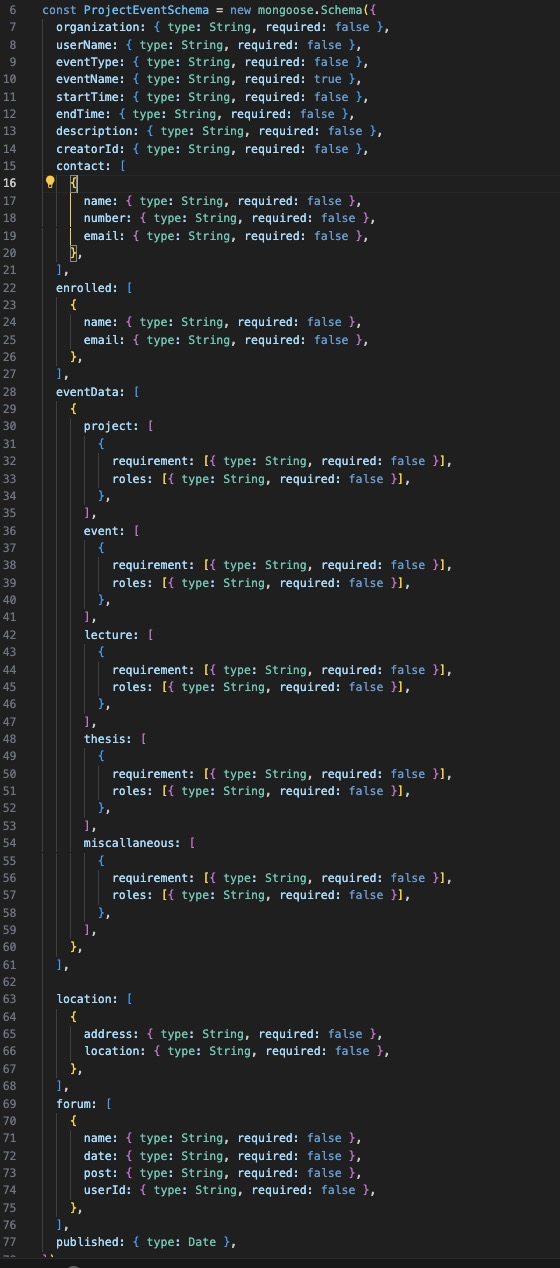 6 const ProjectEventSchema = new mongoose.Schema({
7   organization: { type: String, required: false },
8   userName: { type: String, required: false },
9   eventType: { type: String, required: false },
10   eventName: { type: String, required: true },
11   startTime: { type: String, required: false },
12   endTime: { type: String, required: false },
13   description: { type: String, required: false },
14   creatorId: { type: String, required: false },
15   contact: [
16     {
17       name: { type: String, required: false },
18       number: { type: String, required: false },
19       email: { type: String, required: false },
20     },
21   ],
22   enrolled: [
23     {
24       name: { type: String, required: false },
25       email: { type: String, required: false },
26     },
27   ],
28   eventData: [
29     {
30       project: [
31         {
32           requirement: [{ type: String, required: false }],
33           roles: [{ type: String, required: false }],
34         },
35       ],
36       event: [
37         {
38           requirement: [{ type: String, required: false }],
39           roles: [{ type: String, required: false }],
40         },
41       ],
42       lecture: [
43         {
44           requirement: [{ type: String, required: false }],
45           roles: [{ type: String, required: false }],
46         },
47       ],
48       thesis: [
49         {
50           requirement: [{ type: String, required: false }],
51           roles: [{ type: String, required: false }],
52         },
53       ],
54       miscallaneous: [
55         {
56           requirement: [{ type: String, required: false }],
57           roles: [{ type: String, required: false }],
58         },
59       ],
60     },
61   ],
62
63   location: [
64     {
65       address: { type: String, required: false },
66       location: { type: String, required: false },
67     },
68   ],
69   forum: [
70     {
71       name: { type: String, required: false },
72       date: { type: String, required: false },
73       post: { type: String, required: false },
74       userId: { type: String, required: false },
75     },
76   ],
77   published: { type: Date },